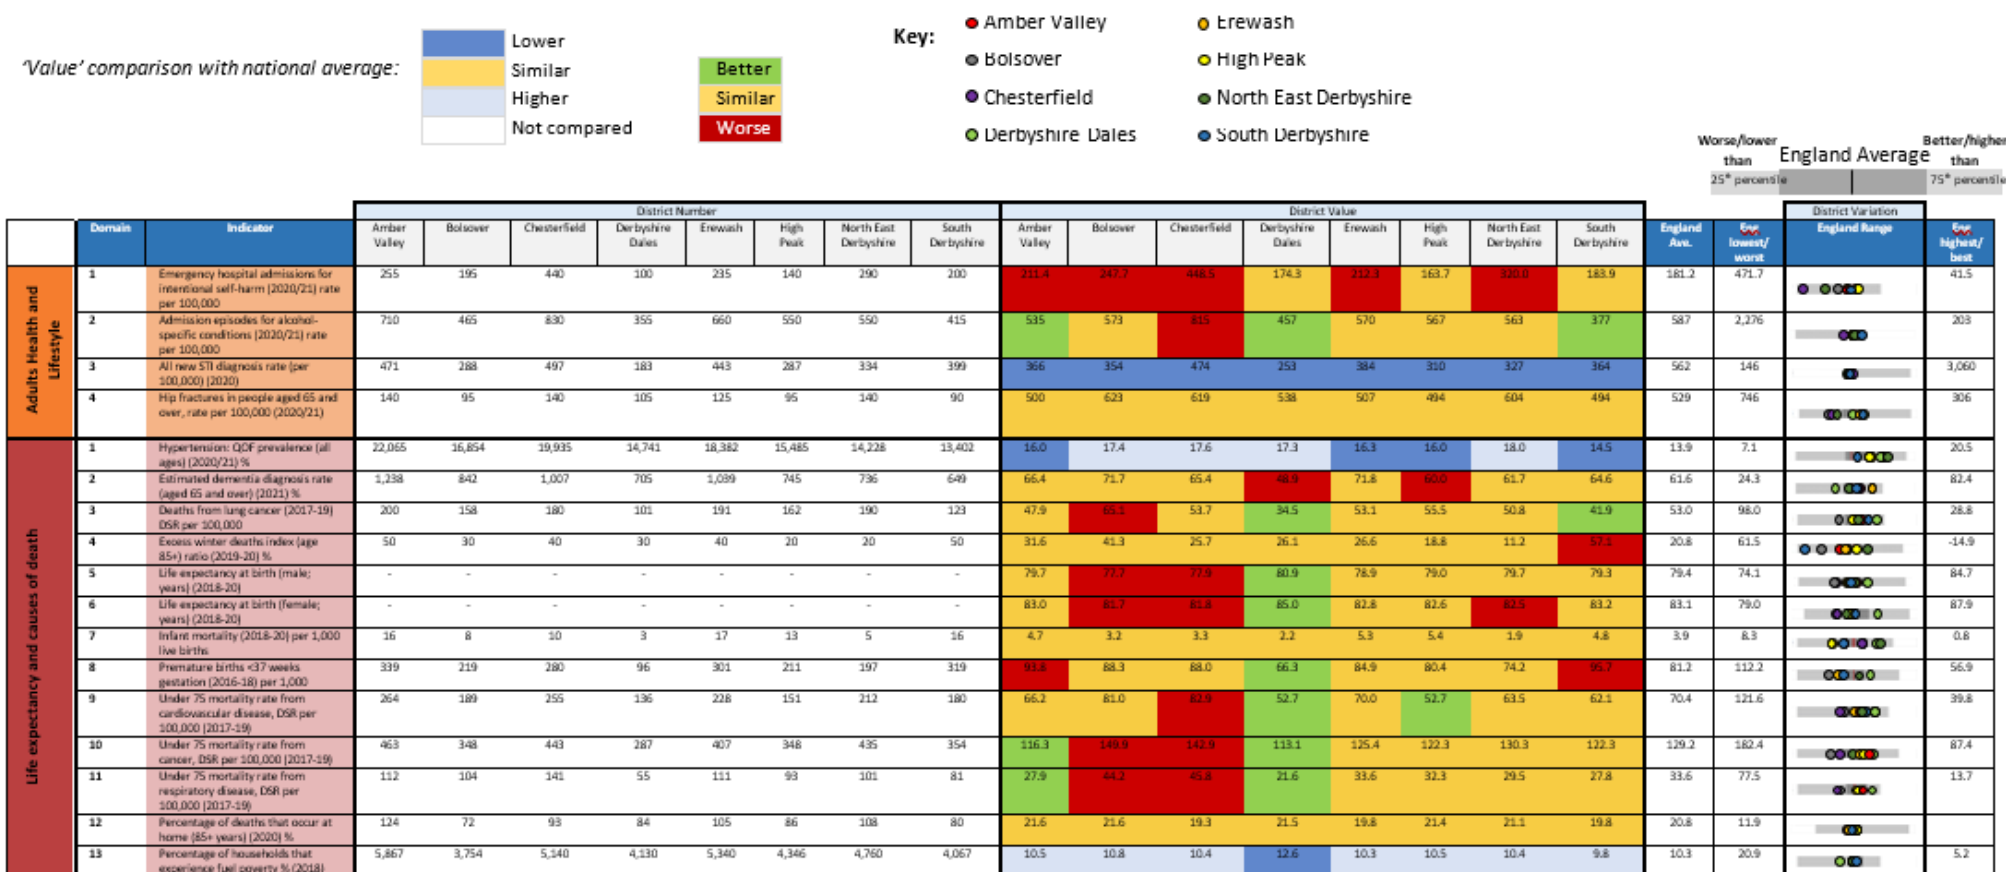 'Value' comparison with national average:
Lower
Similar
Higher
Not compared
Better
Similar
Worse
Key:
Amber Valley
Bolsover
Chesterfield
Derbyshire Dales
Erewash
High Peak
North East Derbyshire
South Derbyshire
Worse/lower than 25th percentile
England Average
Better/higher than 75th percentile
District Number District Value District Variation
Domain Indicator Amber Valley Bolsover Chesterfield Derbyshire Dales Erewash High Peak North East Derbyshire South Derbyshire Amber Valley Bolsover Chesterfield Derbyshire Dales Erewash High Peak North East Derbyshire South Derbyshire England Ave. Eng lowest/ worst England Range Eng highest/ best
Adults Health and Lifestyle
1 Emergency hospital admissions for intentional self-harm (2020/21) rate per 100,000 255 195 440 100 235 140 290 200 211.4 247.7 448.5 174.3 212.3 163.7 320.0 183.9 181.2 471.7 41.5
2 Admission episodes for alcohol-specific conditions (2020/21) rate per 100,000 710 465 830 355 660 550 550 415 535 573 815 457 570 567 563 377 587 2,276 203
3 All new STI diagnosis rate (per 100,000) (2020) 471 288 497 183 443 287 334 399 366 354 474 253 384 310 327 364 562 146 3,060
4 Hip fractures in people aged 65 and over, rate per 100,000 (2020/21) 140 95 140 105 125 95 140 90 500 623 619 538 507 494 604 494 529 746 306
Life expectancy and causes of death
1 Hypertension: QOF prevalence (all ages) (2020/21) % 22,065 16,854 19,935 14,741 18,382 15,485 14,228 13,402 16.0 17.4 17.6 17.3 16.3 16.0 18.0 14.5 13.9 7.1 20.5
2 Estimated dementia diagnosis rate (aged 65 and over) (2021) % 1,238 842 1,007 705 1,039 745 736 649 66.4 71.7 65.4 48.9 71.8 60.0 61.7 64.6 61.6 24.3 82.4
3 Deaths from lung cancer (2017-19) DSR per 100,000 200 158 180 101 191 162 190 123 47.9 65.1 53.7 34.5 53.1 55.5 50.8 41.9 53.0 98.0 28.8
4 Excess winter deaths index (age 85+) ratio (2019-20) % 50 30 40 30 40 20 20 50 31.6 41.3 25.7 26.1 26.6 18.8 11.2 57.1 20.8 61.5 -14.9
5 Life expectancy at birth (male; years) (2018-20) - - - - - - - - 79.7 77.7 77.9 80.9 78.9 79.0 79.7 79.3 79.4 74.1 84.7
6 Life expectancy at birth (female; years) (2018-20) - - - - - - - - 83.0 81.7 81.8 85.0 82.8 82.6 82.5 83.2 83.1 79.0 87.9
7 Infant mortality (2018-20) per 1,000 live births 16 8 10 3 17 13 5 16 4.7 3.2 3.3 2.2 5.3 5.4 1.9 4.8 3.9 8.3 0.8
8 Premature births <37 weeks gestation (2016-18) per 1,000 339 219 280 96 301 211 197 319 93.8 88.3 88.0 66.3 84.9 80.4 74.2 95.7 81.2 112.2 56.9
9 Under 75 mortality rate from cardiovascular disease, DSR per 100,000 (2017-19) 264 189 255 136 228 151 212 180 66.2 81.0 82.9 52.7 70.0 52.7 63.5 62.1 70.4 121.6 39.8
10 Under 75 mortality rate from cancer, DSR per 100,000 (2017-19) 463 348 443 287 407 348 435 354 116.3 149.9 142.9 113.1 125.4 122.3 130.3 122.3 129.2 182.4 87.4
11 Under 75 mortality rate from respiratory disease, DSR per 100,000 (2017-19) 112 104 141 55 111 93 101 81 27.9 44.2 45.8 21.6 33.6 32.3 29.5 27.8 33.6 77.5 13.7
12 Percentage of deaths that occur at home (85+ years) (2020) % 124 72 93 84 105 86 108 80 21.6 21.6 19.3 21.5 19.8 21.4 21.1 19.8 20.8 11.9
13 Percentage of households that experience fuel poverty % (2018) 5,867 3,754 5,140 4,130 5,340 4,346 4,760 4,067 10.5 10.8 10.4 12.6 10.3 10.5 10.4 9.8 10.3 20.9 5.2